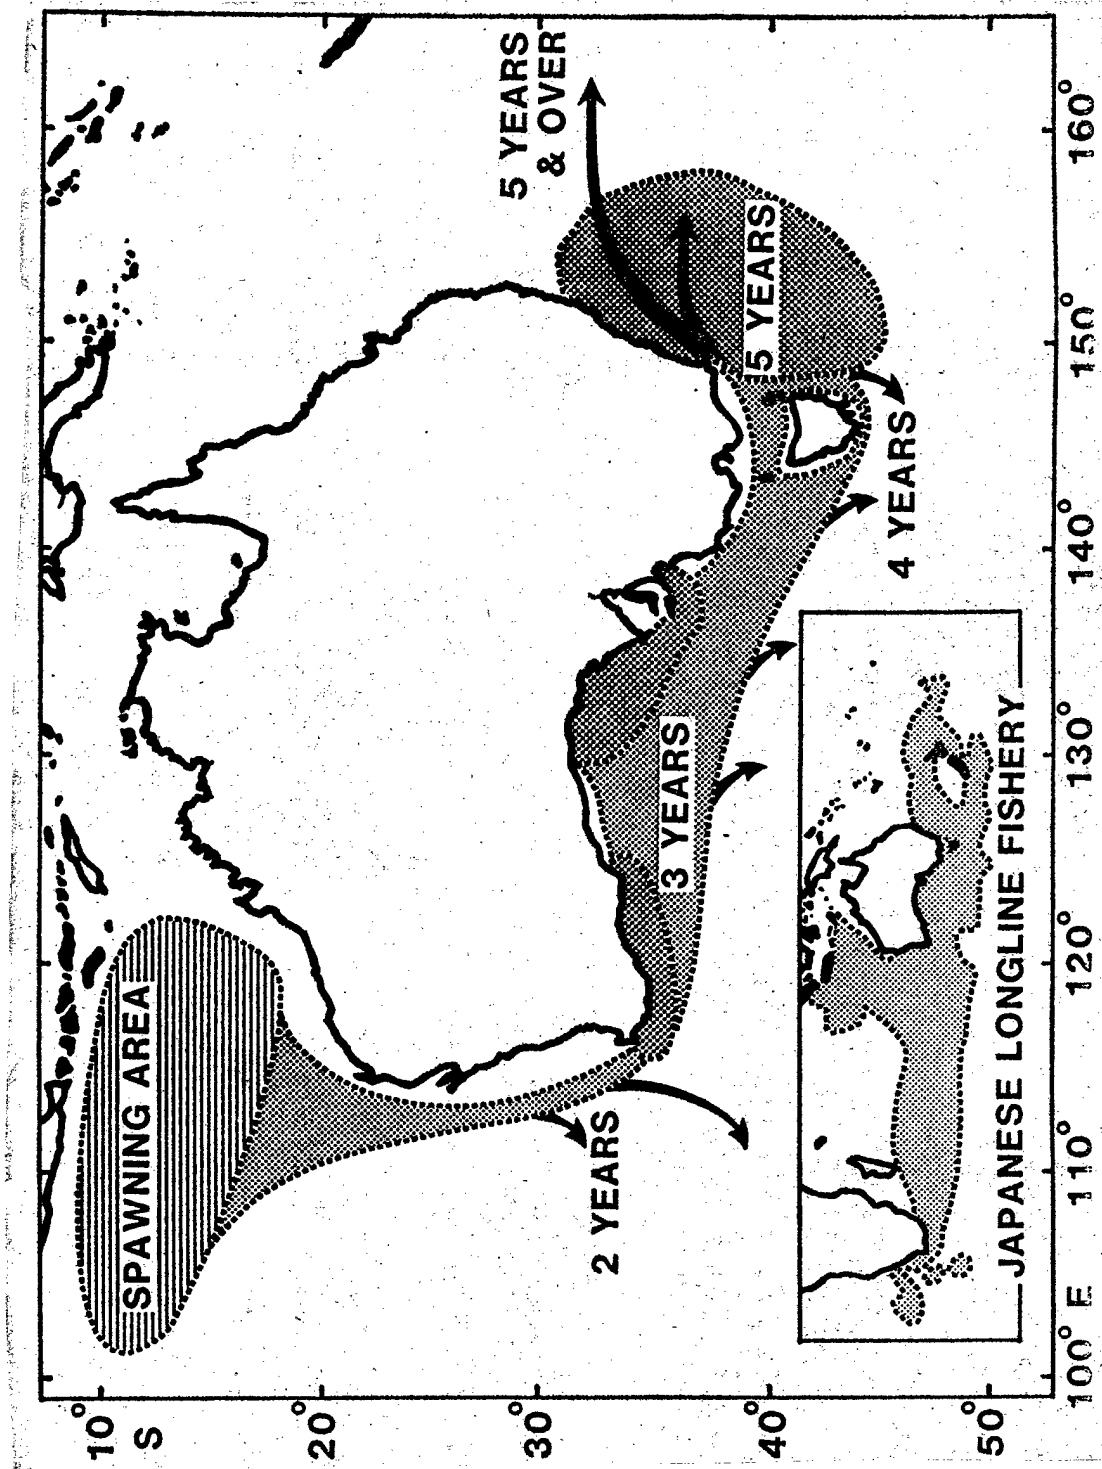 5 YEARS
& OVER
SPAWNING AREA
5 YEARS
3 YEARS
4 YEARS
2 YEARS
JAPANESE LONGLINE FISHERY
10°
S
20°
30°
40°
50°
100° E
110°
120°
130°
140°
150°
160°